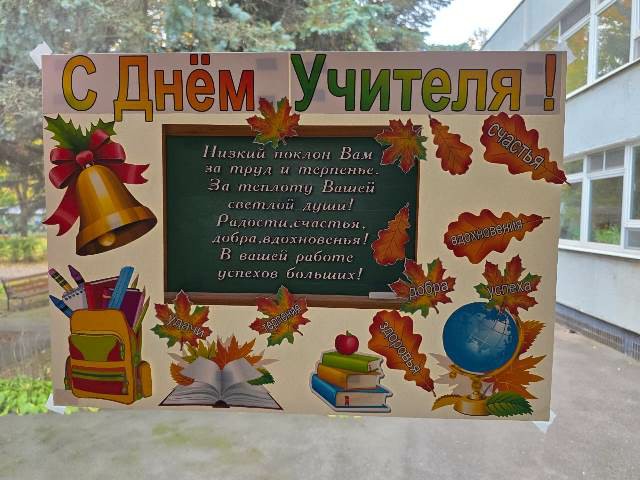 С Днём Учителя !
Низкий поклон Вам
за труд и терпенье.
За теплоту Вашей
светлой души!
Радости,счастья,
добра,вдохновенья!
В вашей работе
успехов больших!
счастья
вдохновения
добра
успеха
удачи
терпения
здоровья